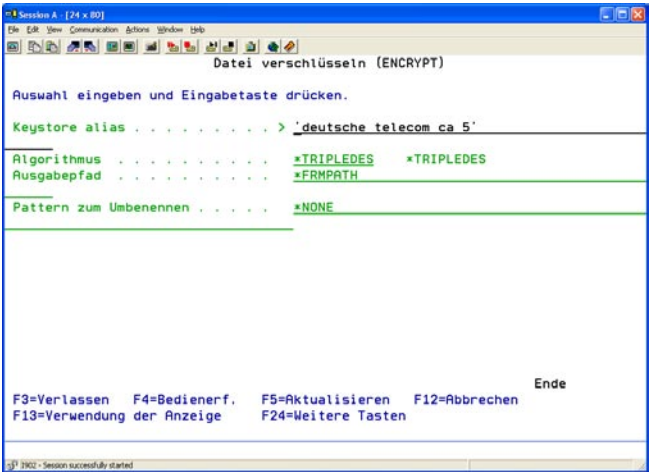 Session A - [24 x 80]
File Edit View Communication Actions Window Help
Datei verschlüsseln (ENCRYPT)
Auswahl eingeben und Eingabetaste drücken.
Keystore alias . . . . . . . . . > 'deutsche telecom ca 5'
Algorithmus . . . . . . . . . . *TRIPLEDES *TRIPLEDES
Ausgabepfad . . . . . . . . . . *FRMPATH
Pattern zum Umbenennen . . . . . *NONE
Ende
F3=Verlassen F4=Bedienerf. F5=Aktualisieren F12=Abbrechen
F13=Verwendung der Anzeige F24=Weitere Tasten
I902 - Session successfully started